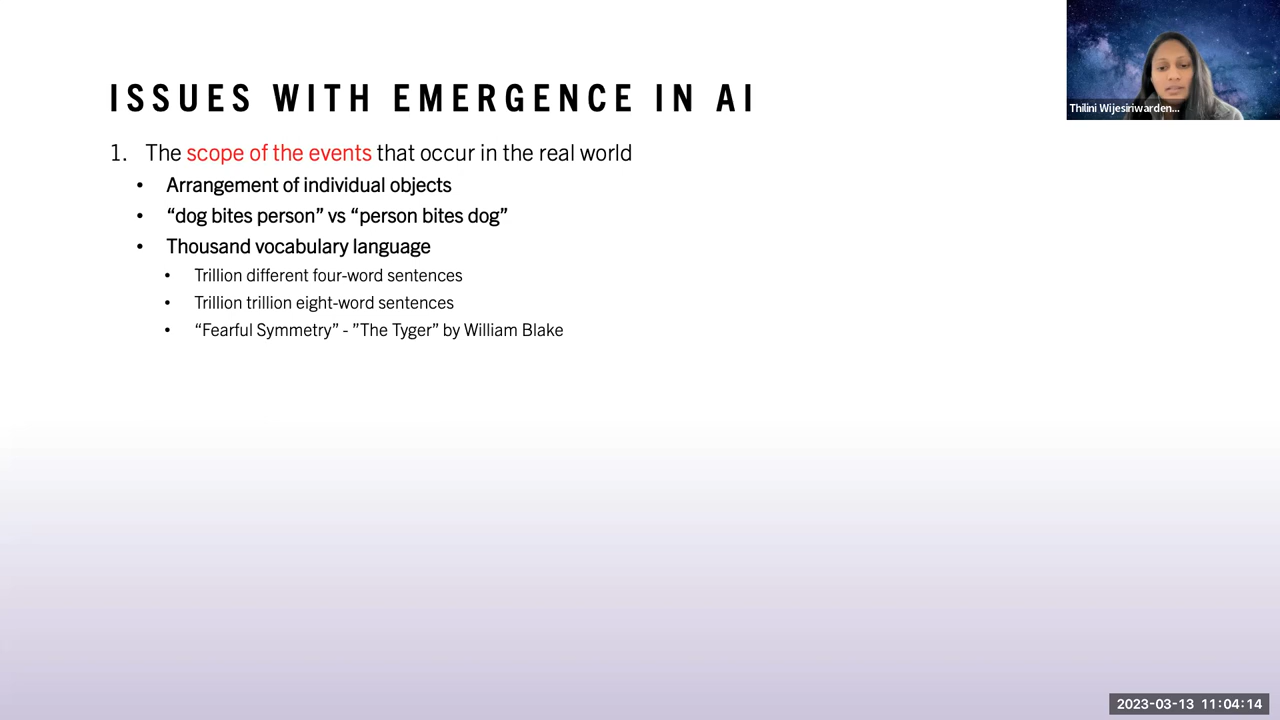 ISSUES WITH EMERGENCE IN AI
Thilini Wijesiriwarden...
1. The scope of the events that occur in the real world
• Arrangement of individual objects
• “dog bites person” vs “person bites dog”
• Thousand vocabulary language
• Trillion different four-word sentences
• Trillion trillion eight-word sentences
• “Fearful Symmetry” - ”The Tyger” by William Blake
2023-03-13 11:04:14